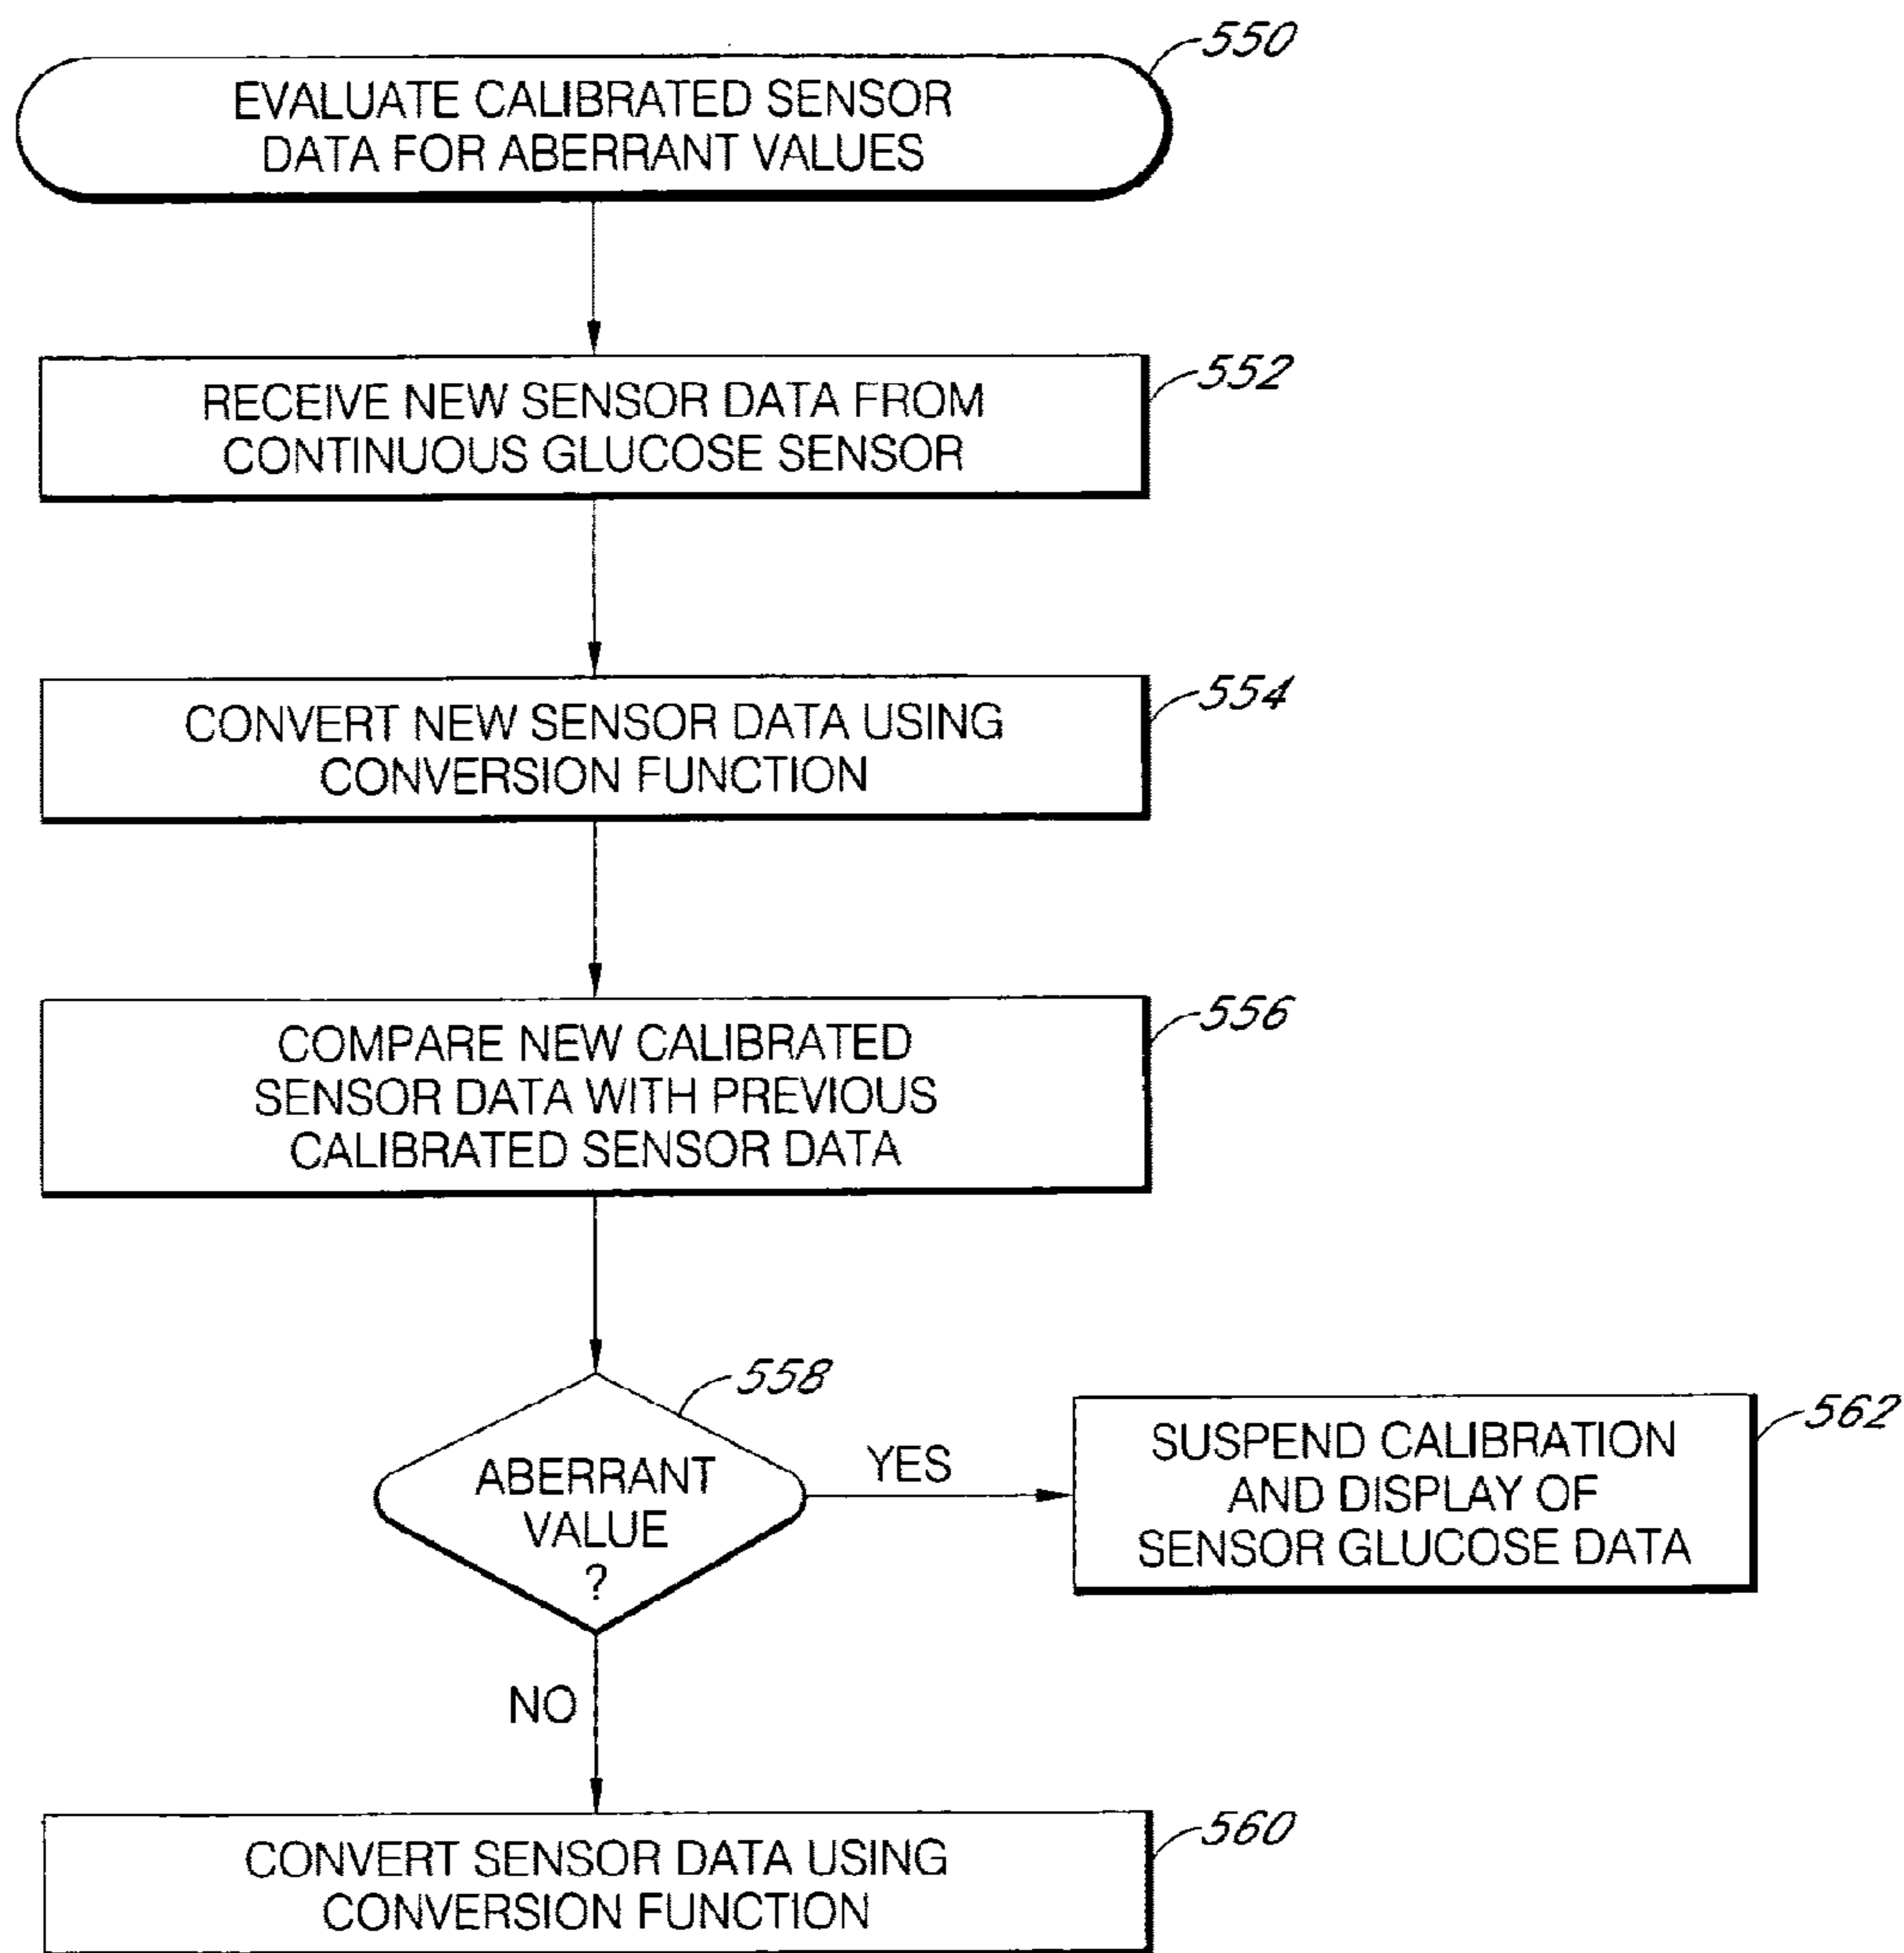 550
EVALUATE CALIBRATED SENSOR
DATA FOR ABERRANT VALUES
552
RECEIVE NEW SENSOR DATA FROM
CONTINUOUS GLUCOSE SENSOR
554
CONVERT NEW SENSOR DATA USING
CONVERSION FUNCTION
556
COMPARE NEW CALIBRATED
SENSOR DATA WITH PREVIOUS
CALIBRATED SENSOR DATA
558
ABERRANT
VALUE
?
YES
562
SUSPEND CALIBRATION
AND DISPLAY OF
SENSOR GLUCOSE DATA
NO
560
CONVERT SENSOR DATA USING
CONVERSION FUNCTION